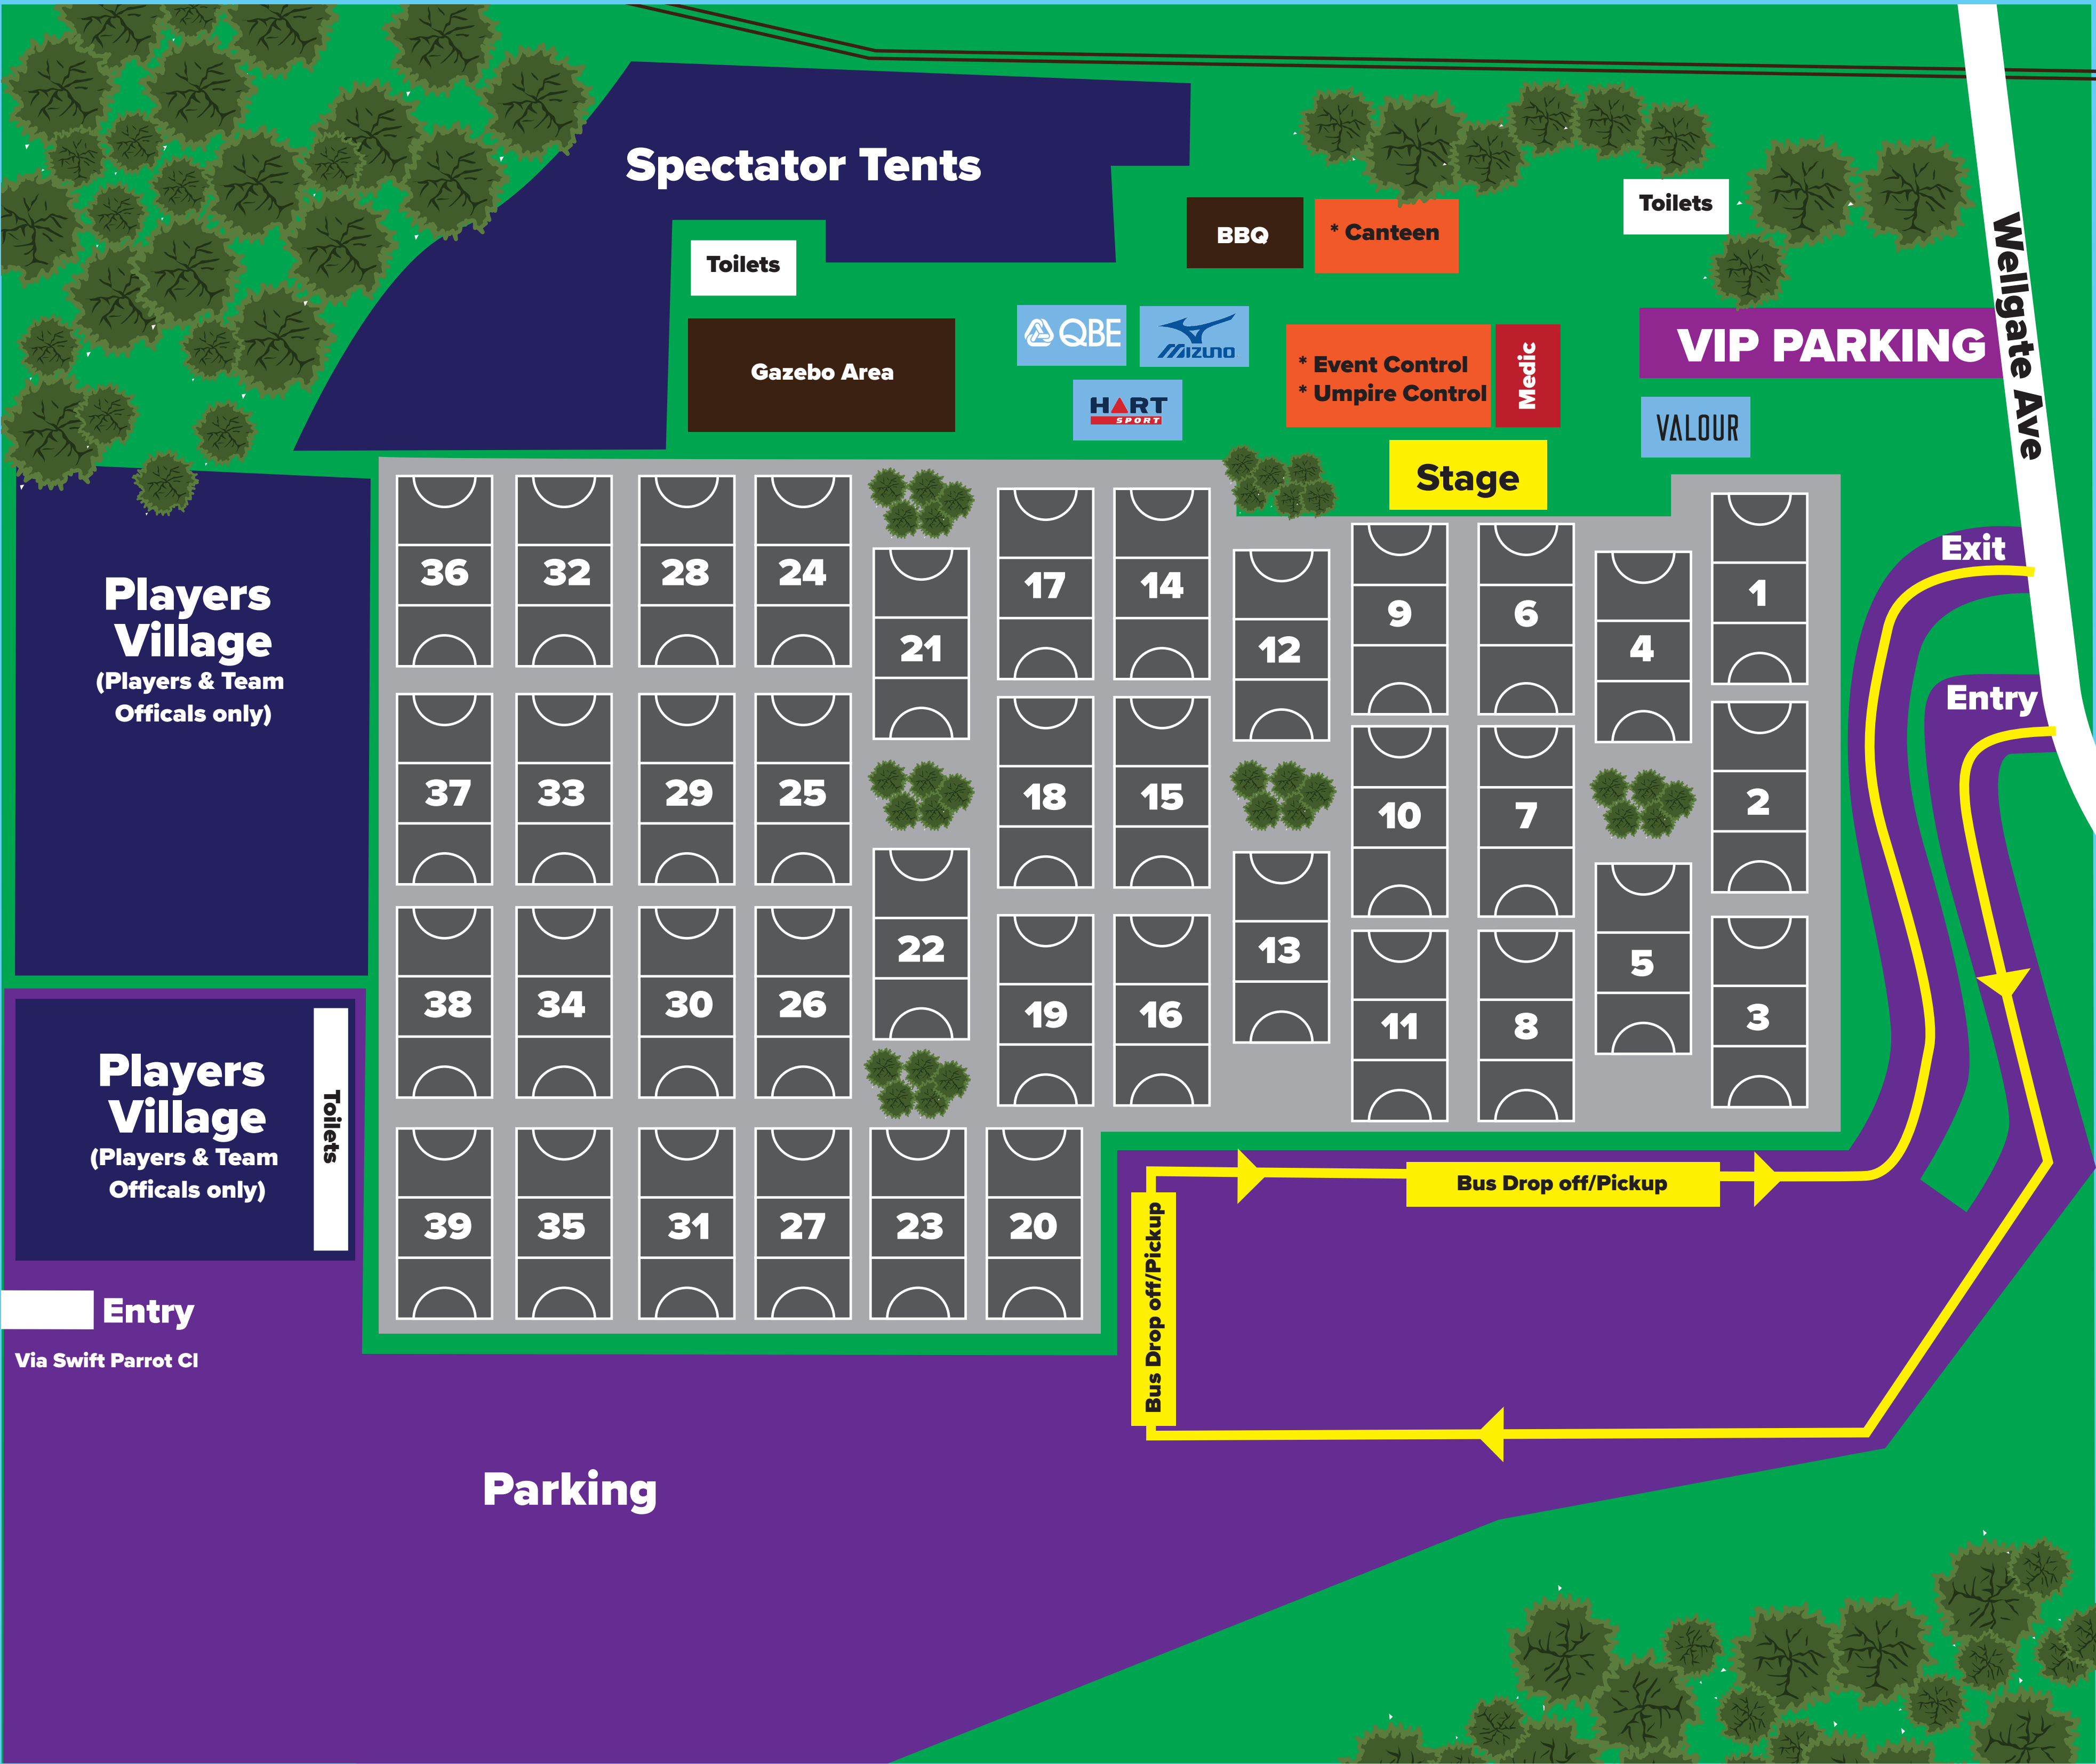 Spectator Tents
Toilets
BBQ
* Canteen
Toilets
Wellgate Ave
Gazebo Area
QBE
MIZUNO
HART
SPORT
* Event Control
* Umpire Control
Medic
VIP PARKING
VALOUR
Stage
Players
Village
(Players & Team
Officals only)
36
32
28
24
21
17
14
12
9
6
4
1
Exit
Entry
37
33
29
25
18
15
10
7
2
38
34
30
26
22
19
16
13
11
8
5
3
Players
Village
(Players & Team
Officals only)
Toilets
39
35
31
27
23
20
Bus Drop off/Pickup
Bus Drop off/Pickup
Entry
Via Swift Parrot Cl
Parking